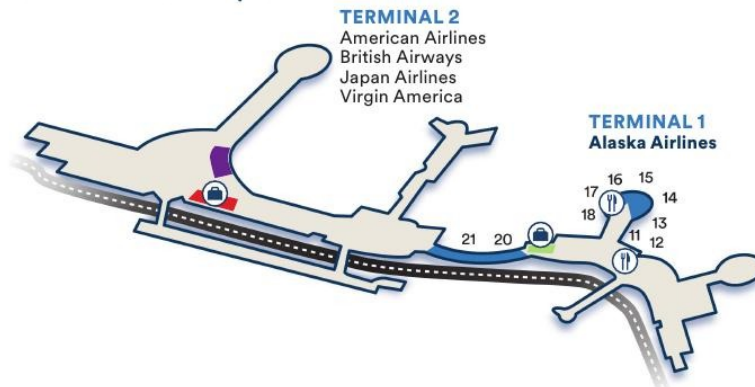 TERMINAL 2
American Airlines
British Airways
Japan Airlines
Virgin America
TERMINAL 1
Alaska Airlines
16
15
17
14
18
13
11
12
21
20